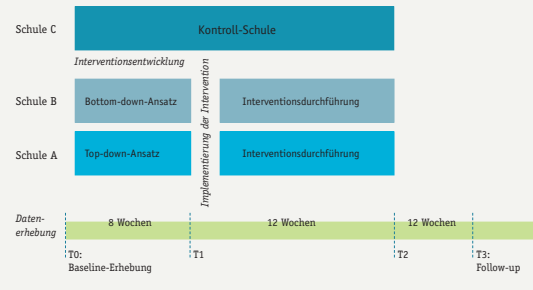 Schule C
Kontroll-Schule
Interventionsentwicklung
Implementierung der Intervention
Schule B
Bottom-down-Ansatz
Interventionsdurchführung
Schule A
Top-down-Ansatz
Interventionsdurchführung
Daten-
erhebung
8 Wochen
12 Wochen
12 Wochen
T0:
Baseline-Erhebung
T1
T2
T3:
Follow-up